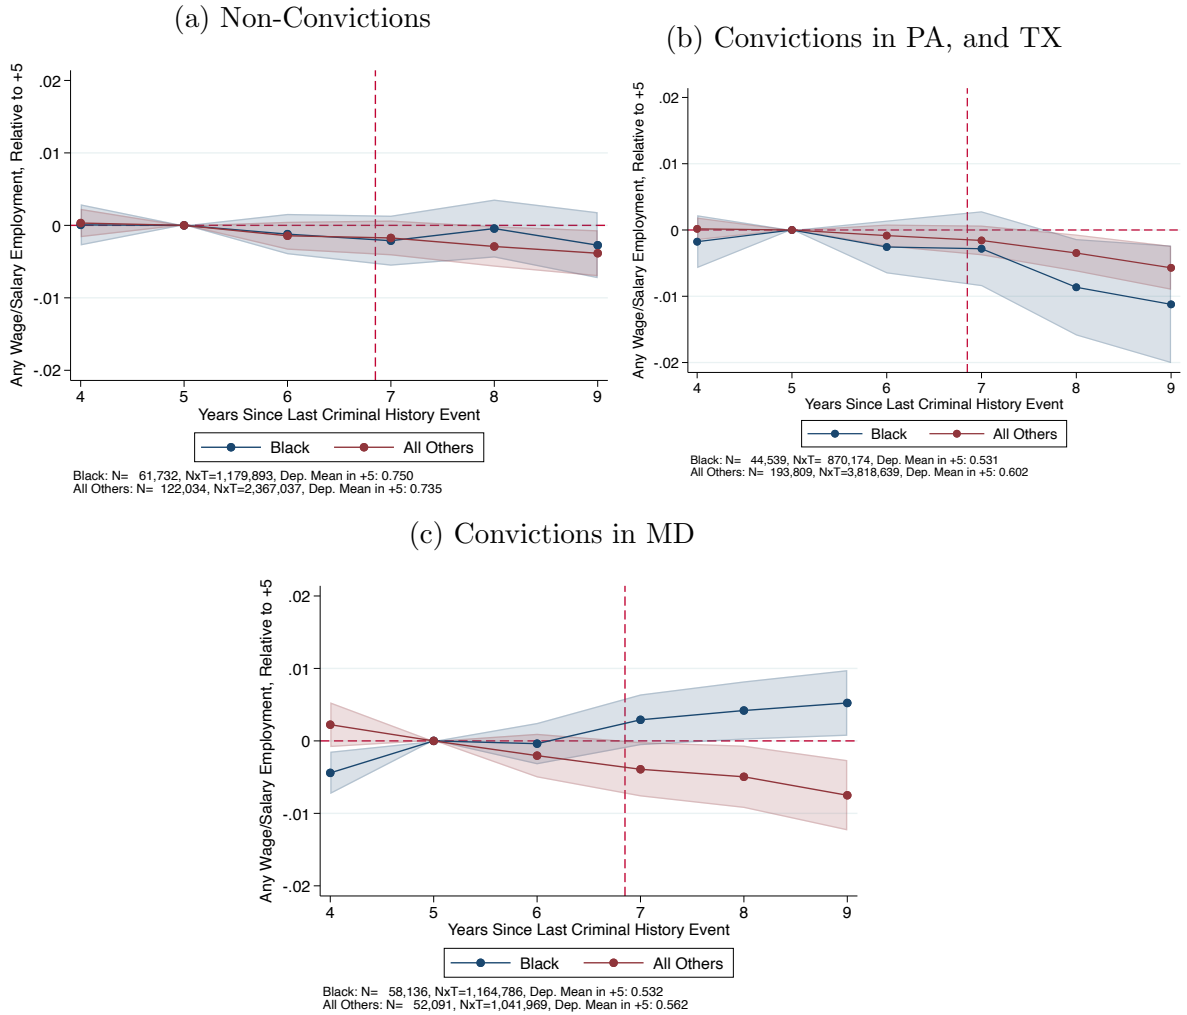 (a) Non-Convictions
Any Wage/Salary Employment, Relative to +5
.02
.01
0
-.01
-.02
4 5 6 7 8 9
Years Since Last Criminal History Event
Black All Others
Black: N= 61,732, NxT=1,179,893, Dep. Mean in +5: 0.750
All Others: N= 122,034, NxT=2,367,037, Dep. Mean in +5: 0.735
(b) Convictions in PA, and TX
Any Wage/Salary Employment, Relative to +5
.02
.01
0
-.01
-.02
4 5 6 7 8 9
Years Since Last Criminal History Event
Black All Others
Black: N= 44,539, NxT= 870,174, Dep. Mean in +5: 0.531
All Others: N= 193,809, NxT=3,818,639, Dep. Mean in +5: 0.602
(c) Convictions in MD
Any Wage/Salary Employment, Relative to +5
.02
.01
0
-.01
-.02
4 5 6 7 8 9
Years Since Last Criminal History Event
Black All Others
Black: N= 58,136, NxT=1,164,786, Dep. Mean in +5: 0.532
All Others: N= 52,091, NxT=1,041,969, Dep. Mean in +5: 0.562